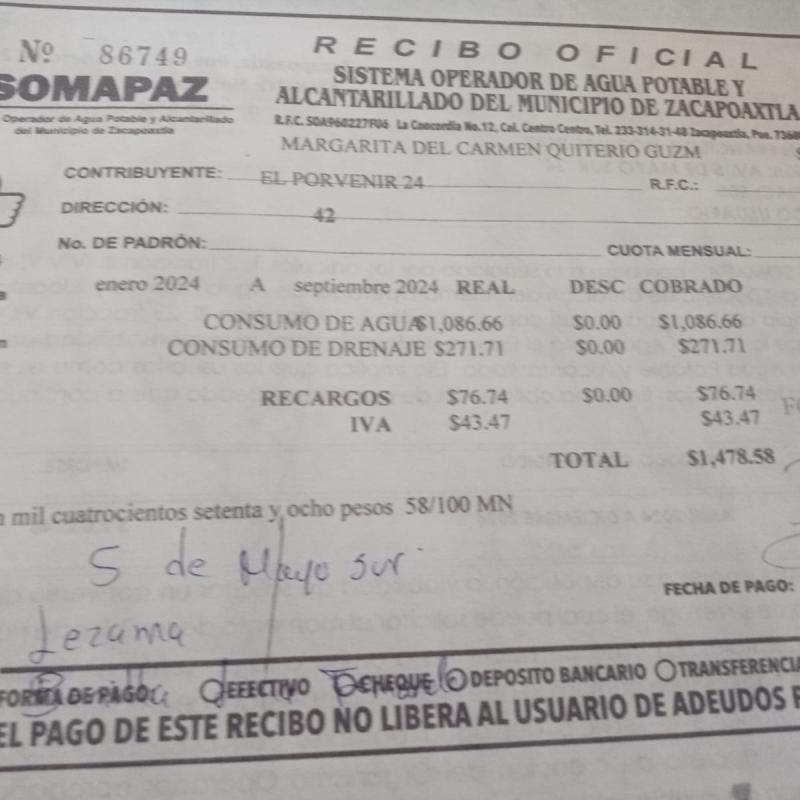 Nº 86749
RECIBO OFICIAL
SOMAPAZ
SISTEMA OPERADOR DE AGUA POTABLE Y
ALCANTARILLADO DEL MUNICIPIO DE ZACAPOAXTLA
Operador de Agua Potable y Alcantarillado
del Municipio de Zacapoaxtla
R.F.C. SOA960227F06 La Concordia No.12, Col. Centro Centro, Tel. 233-314-31-48 Zacapoaxtla, Pue. 7368
MARGARITA DEL CARMEN QUITERIO GUZM
CONTRIBUYENTE: EL PORVENIR 24 R.F.C.:
DIRECCIÓN: 42
No. DE PADRÓN: CUOTA MENSUAL:
enero 2024 A septiembre 2024 REAL DESC COBRADO
CONSUMO DE AGUA $1,086.66 $0.00 $1,086.66
CONSUMO DE DRENAJE $271.71 $0.00 $271.71
RECARGOS $76.74 $0.00 $76.74
IVA $43.47 $43.47
TOTAL $1,478.58
mil cuatrocientos setenta y ocho pesos 58/100 MN
5 de Mayo sur
FECHA DE PAGO:
Lezama
FORMA DE PAGO: EFECTIVO CHEQUE DEPOSITO BANCARIO TRANSFERENCIA
EL PAGO DE ESTE RECIBO NO LIBERA AL USUARIO DE ADEUDOS